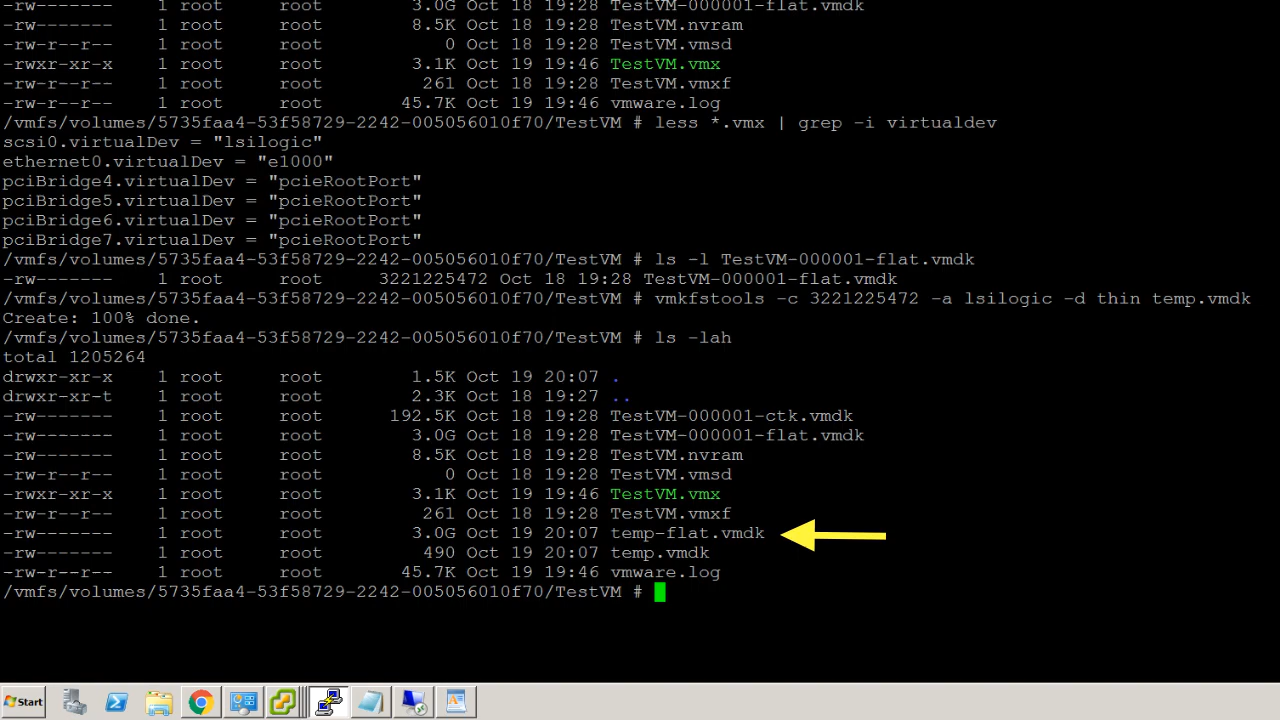 -rw------- 1 root root 3.0G Oct 18 19:28 TestVM-000001-flat.vmdk
-rw------- 1 root root 8.5K Oct 18 19:28 TestVM.nvram
-rw-r--r-- 1 root root 0 Oct 18 19:28 TestVM.vmsd
-rwxr-xr-x 1 root root 3.1K Oct 19 19:46 TestVM.vmx
-rw-r--r-- 1 root root 261 Oct 18 19:28 TestVM.vmxf
-rw-r--r-- 1 root root 45.7K Oct 19 19:46 vmware.log
/vmfs/volumes/5735faa4-53f58729-2242-005056010f70/TestVM # less *.vmx | grep -i virtualdev
scsi0.virtualDev = "lsilogic"
ethernet0.virtualDev = "e1000"
pciBridge4.virtualDev = "pcieRootPort"
pciBridge5.virtualDev = "pcieRootPort"
pciBridge6.virtualDev = "pcieRootPort"
pciBridge7.virtualDev = "pcieRootPort"
/vmfs/volumes/5735faa4-53f58729-2242-005056010f70/TestVM # ls -l TestVM-000001-flat.vmdk
-rw------- 1 root root 3221225472 Oct 18 19:28 TestVM-000001-flat.vmdk
/vmfs/volumes/5735faa4-53f58729-2242-005056010f70/TestVM # vmkfstools -c 3221225472 -a lsilogic -d thin temp.vmdk
Create: 100% done.
/vmfs/volumes/5735faa4-53f58729-2242-005056010f70/TestVM # ls -lah
total 1205264
drwxr-xr-x 1 root root 1.5K Oct 19 20:07 .
drwxr-xr-t 1 root root 2.3K Oct 18 19:27 ..
-rw------- 1 root root 192.5K Oct 18 19:28 TestVM-000001-ctk.vmdk
-rw------- 1 root root 3.0G Oct 18 19:28 TestVM-000001-flat.vmdk
-rw------- 1 root root 8.5K Oct 18 19:28 TestVM.nvram
-rw-r--r-- 1 root root 0 Oct 18 19:28 TestVM.vmsd
-rwxr-xr-x 1 root root 3.1K Oct 19 19:46 TestVM.vmx
-rw-r--r-- 1 root root 261 Oct 18 19:28 TestVM.vmxf
-rw------- 1 root root 3.0G Oct 19 20:07 temp-flat.vmdk
-rw------- 1 root root 490 Oct 19 20:07 temp.vmdk
-rw-r--r-- 1 root root 45.7K Oct 19 19:46 vmware.log
/vmfs/volumes/5735faa4-53f58729-2242-005056010f70/TestVM #
Start